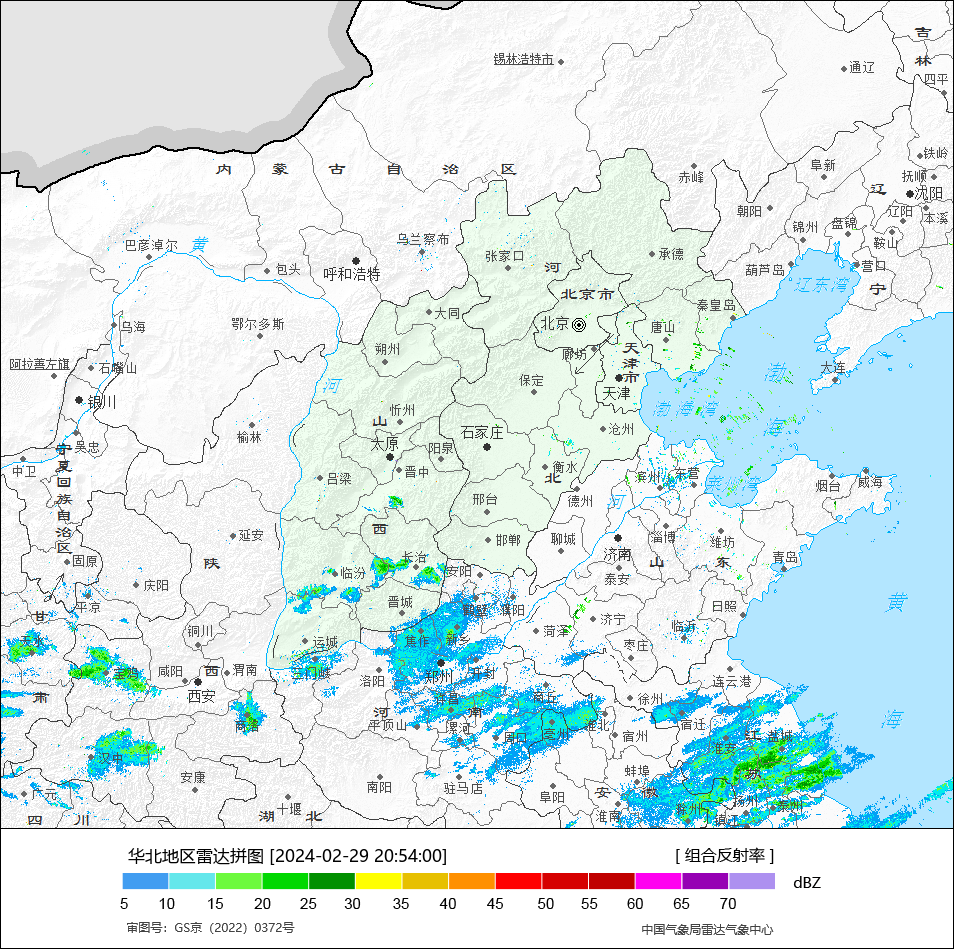 吉
锡林浩特市
林
通辽
四平
铁岭
内 蒙 古 自 治 区
阜新
赤峰
抚顺
辽
沈阳
朝阳
辽阳
本溪
锦州
盘锦
巴彦卓尔
黄
乌兰察布
鞍山
张家口
河
承德
呼和浩特
包头
葫芦岛
营口
辽东湾
宁
北京市
秦皇岛
乌海
鄂尔多斯
大同
北京
唐山
朔州
廊坊
天
津
市
阿拉善左旗
石嘴山
保定
大连
渤
河
天津
银川
山
忻州
渤海湾
海
榆林
太原
石家庄
沧州
吴忠
宁
夏
回
族
自
治
区
阳泉
中卫
晋中
衡水
滨州
东营
莱州湾
吕梁
北
德州
河
烟台
威海
邢台
西
延安
邯郸
聊城
济南
淄博
潍坊
青岛
固原
陕
临汾
长治
安阳
山
东
泰安
庆阳
晋城
鹤壁
濮阳
日照
黄
平凉
甘
铜川
运城
焦作
新乡
菏泽
济宁
临沂
天水
枣庄
宝鸡
咸阳
西
渭南
三门峡
洛阳
郑州
开封
连云港
肃
西安
商洛
河
南
许昌
商丘
徐州
宿迁
海
平顶山
漯河
周口
亳州
淮北
宿州
淮安
江
盐城
汉中
安康
南阳
驻马店
阜阳
蚌埠
苏
广元
十堰
安
徽
滁州
扬州
泰州
四 川
湖 北
淮南
镇江
华北地区雷达拼图 [2024-02-29 20:54:00]
[ 组合反射率 ]
dBZ
5 10 15 20 25 30 35 40 45 50 55 60 65 70
审图号：GS京（2022）0372号
中国气象局雷达气象中心